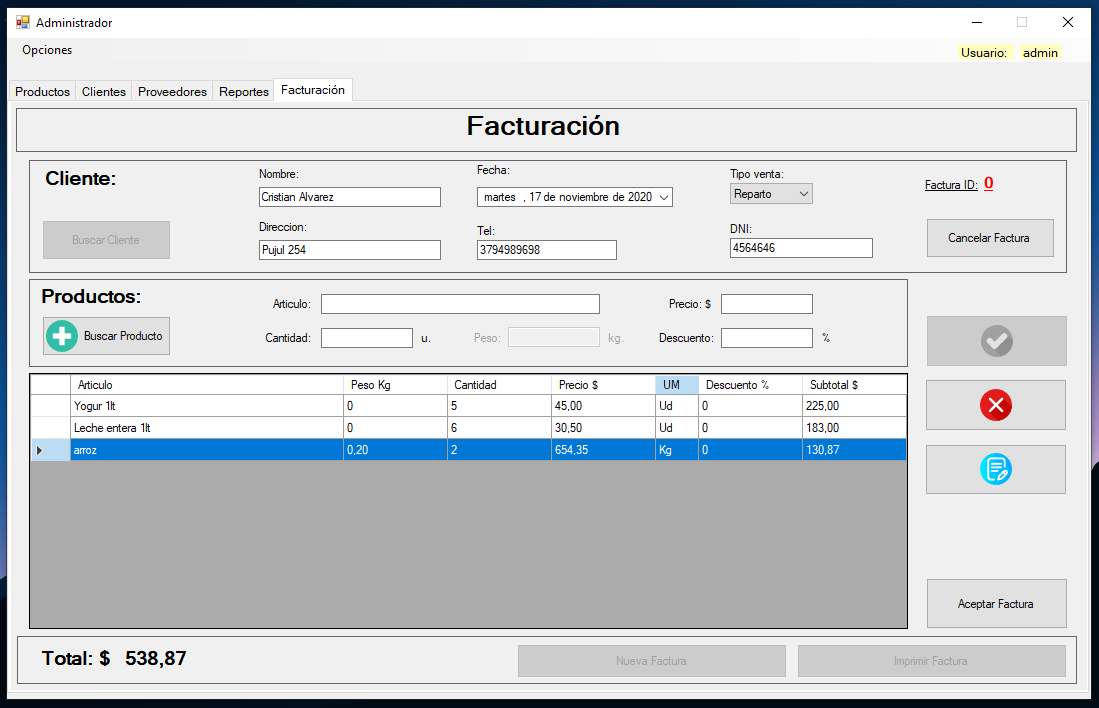 Administrador
Opciones
Usuario: admin
Productos Clientes Proveedores Reportes Facturación
Facturación
Cliente:
Nombre:
Cristian Alvarez
Fecha:
martes , 17 de noviembre de 2020
Tipo venta:
Reparto
Factura ID: 0
Buscar Cliente
Direccion:
Pujul 254
Tel:
3794989698
DNI:
4564646
Cancelar Factura
Productos:
Buscar Producto
Articulo:
Precio: $
Cantidad: u.
Peso: kg.
Descuento: %
Articulo Peso Kg Cantidad Precio $ UM Descuento % Subtotal $
Yogur 1lt 0 5 45,00 Ud 0 225,00
Leche entera 1lt 0 6 30,50 Ud 0 183,00
arroz 0,20 2 654,35 Kg 0 130,87
Aceptar Factura
Total: $ 538,87
Nueva Factura
Imprimir Factura